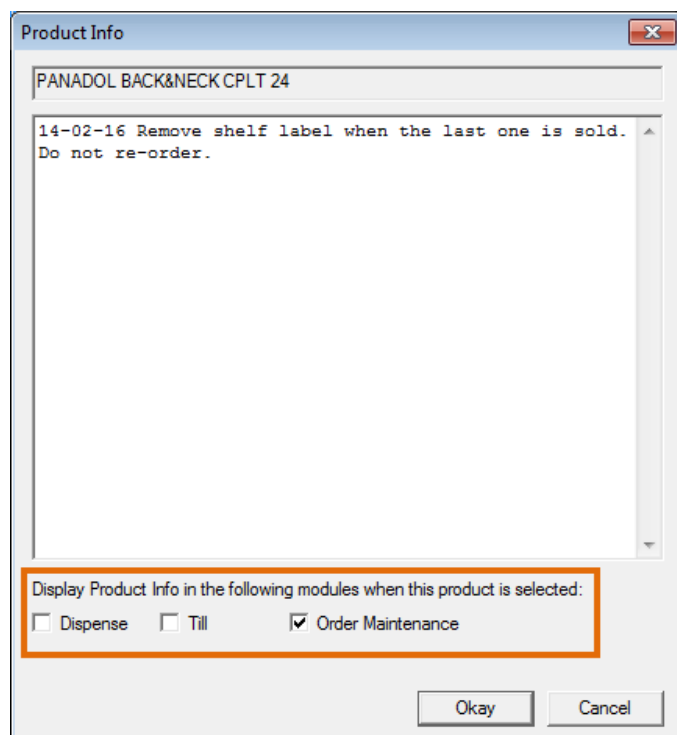 Product Info
PANADOL BACK&NECK CPLT 24
14-02-16 Remove shelf label when the last one is sold.
Do not re-order.
Display Product Info in the following modules when this product is selected:
Dispense Till Order Maintenance
Okay Cancel